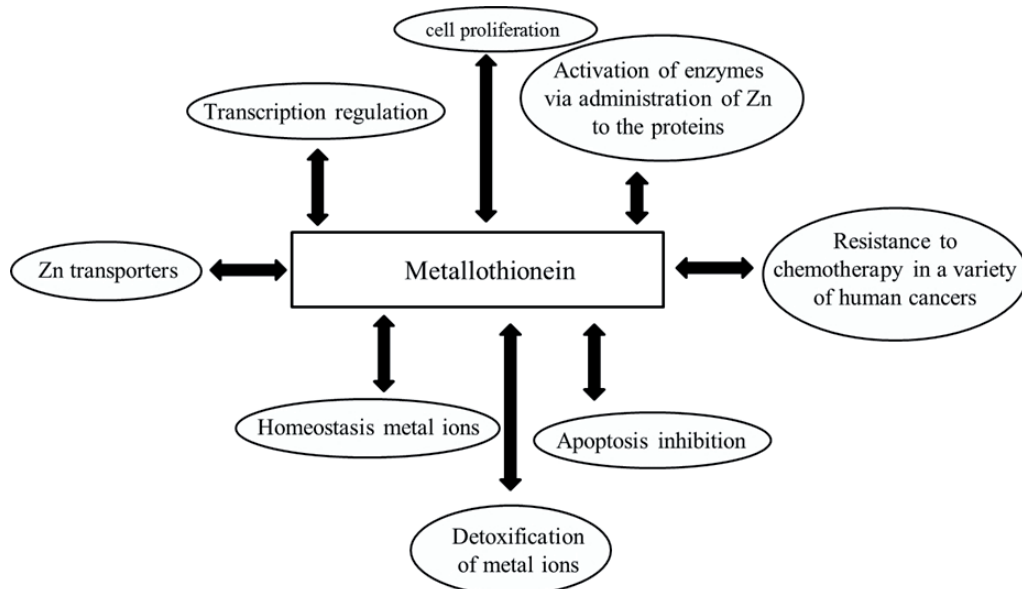 cell proliferation
Activation of enzymes
via administration of Zn
to the proteins
Transcription regulation
Zn transporters
Metallothionein
Resistance to
chemotherapy in a variety
of human cancers
Homeostasis metal ions
Apoptosis inhibition
Detoxification
of metal ions